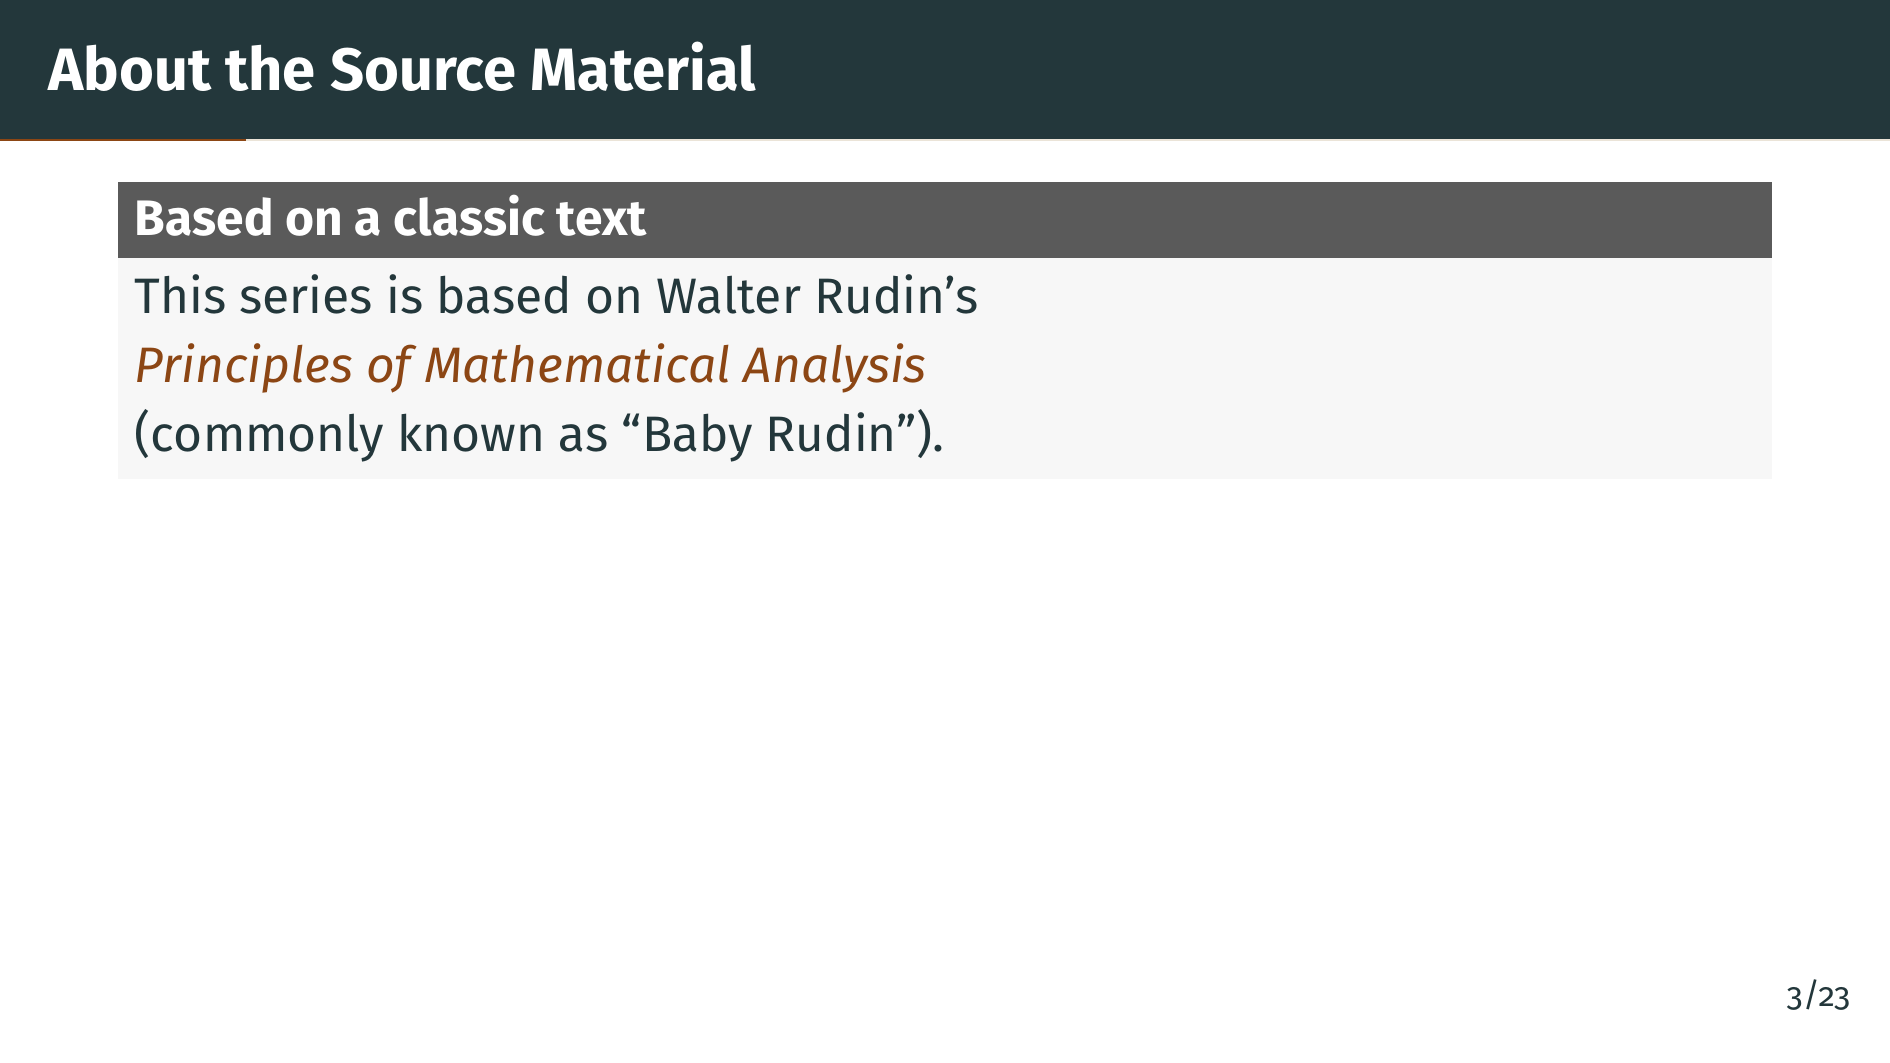 About the Source Material
Based on a classic text
This series is based on Walter Rudin’s
Principles of Mathematical Analysis
(commonly known as “Baby Rudin”).
3/23